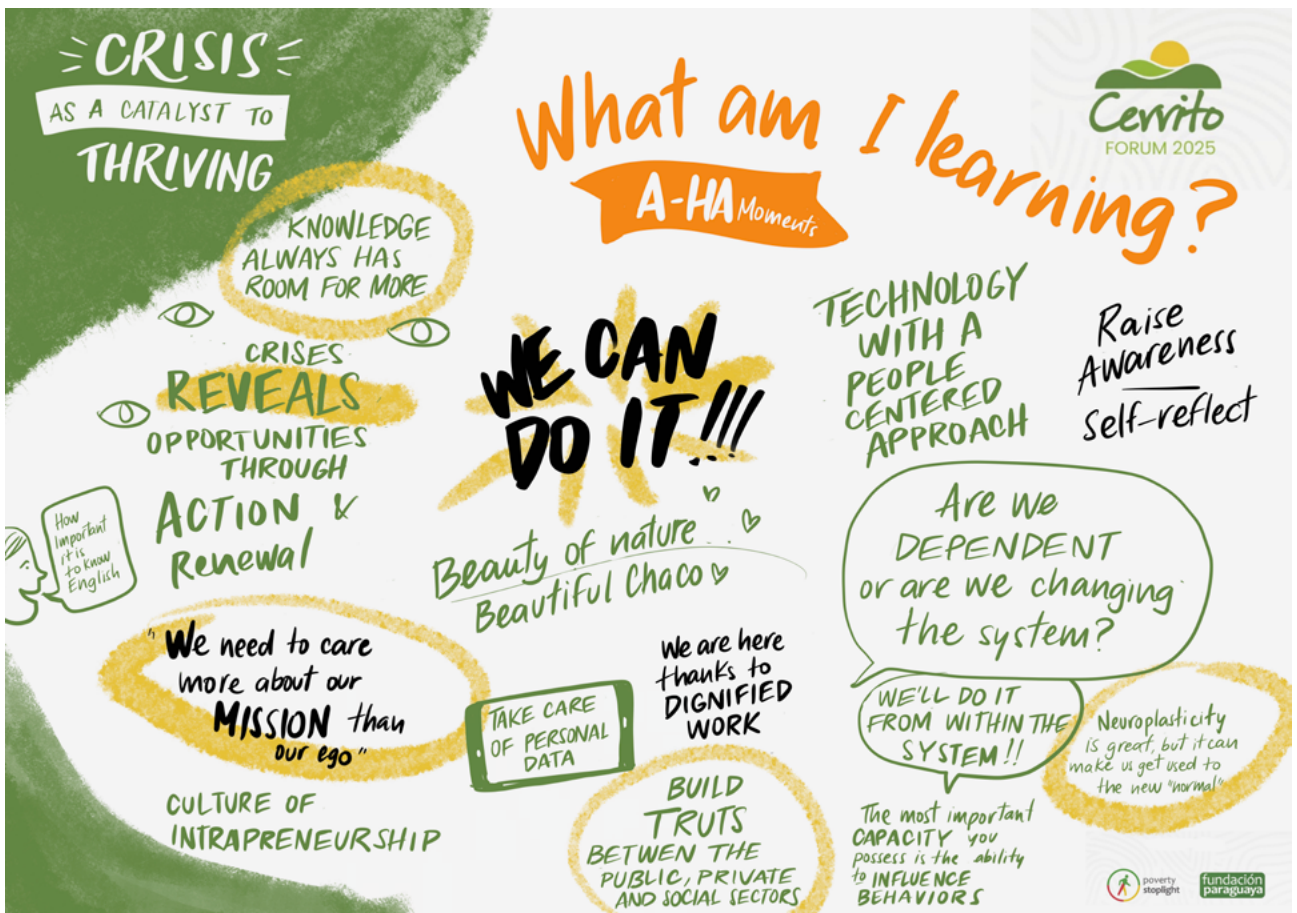 CRISIS
AS A CATALYST TO
THRIVING
What am I learning?
A-HA Moments
Cerrito
FORUM 2025
KNOWLEDGE
ALWAYS HAS
ROOM FOR MORE
CRISES
REVEALS
OPPORTUNITIES
THROUGH
ACTION &
Renewal
How
Important
it is
to know
English
"We need to care
more about our
MISSION than
our ego"
CULTURE OF
INTRAPRENEURSHIP
WE CAN
DO IT!!!
Beauty of nature...
Beautiful Chaco
We are here
thanks to
DIGNIFIED
WORK
TAKE CARE
OF PERSONAL
DATA
BUILD
TRUTS
BETWEN THE
PUBLIC, PRIVATE
AND SOCIAL SECTORS
TECHNOLOGY
WITH A
PEOPLE
CENTERED
APPROACH
Raise
Awareness
Self-reflect
Are we
DEPENDENT
or are we changing
the system?
WE'LL DO IT
FROM WITHIN THE
SYSTEM!!
Neuroplasticity
is great, but it can
make us get used to
the new "normal"
The most important
CAPACITY you
possess is the ability
to INFLUENCE
BEHAVIORS
poverty
stoplight
fundación
paraguaya